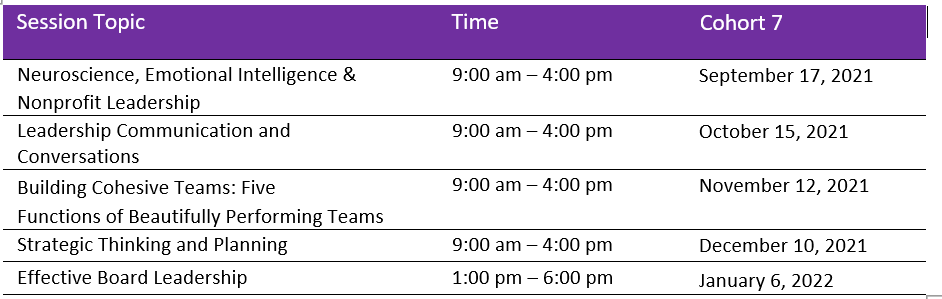 Session Topic Time Cohort 7
Neuroscience, Emotional Intelligence & 9:00 am – 4:00 pm September 17, 2021
Nonprofit Leadership
Leadership Communication and 9:00 am – 4:00 pm October 15, 2021
Conversations
Building Cohesive Teams: Five 9:00 am – 4:00 pm November 12, 2021
Functions of Beautifully Performing Teams
Strategic Thinking and Planning 9:00 am – 4:00 pm December 10, 2021
Effective Board Leadership 1:00 pm – 6:00 pm January 6, 2022